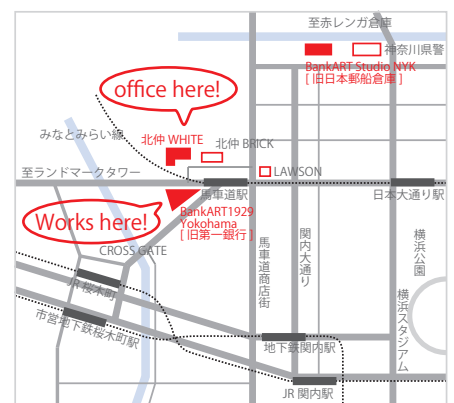 至赤レンガ倉庫
神奈川県警
BankART Studio NYK
[ 旧日本郵船倉庫 ]
office here!
みなとみらい線
北仲 WHITE
北仲 BRICK
至ランドマークタワー
LAWSON
馬車道駅
日本大通り駅
Works here!
BankART1929
Yokohama
[ 旧第一銀行 ]
CROSS GATE
馬車道商店街
関内大通り
横浜公園
横浜スタジアム
JR 桜木町
市営地下鉄桜木町駅
地下鉄関内駅
JR 関内駅